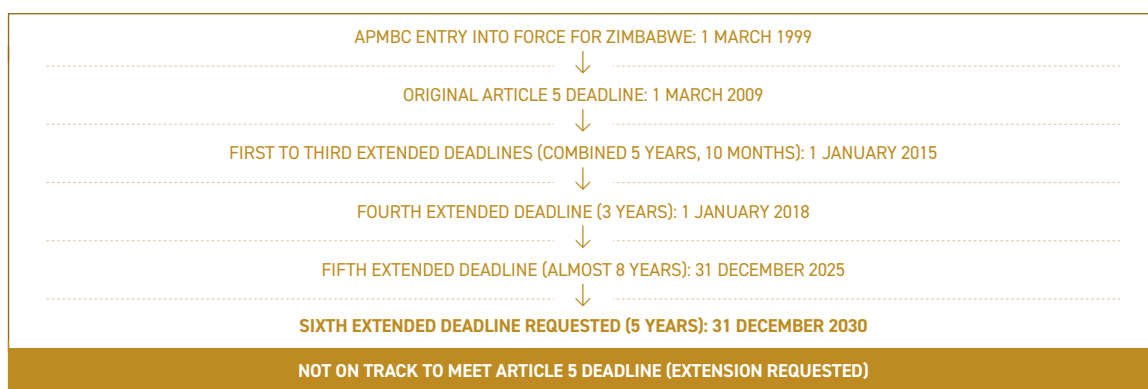 APMBC ENTRY INTO FORCE FOR ZIMBABWE: 1 MARCH 1999
ORIGINAL ARTICLE 5 DEADLINE: 1 MARCH 2009
FIRST TO THIRD EXTENDED DEADLINES (COMBINED 5 YEARS, 10 MONTHS): 1 JANUARY 2015
FOURTH EXTENDED DEADLINE (3 YEARS): 1 JANUARY 2018
FIFTH EXTENDED DEADLINE (ALMOST 8 YEARS): 31 DECEMBER 2025
SIXTH EXTENDED DEADLINE REQUESTED (5 YEARS): 31 DECEMBER 2030
NOT ON TRACK TO MEET ARTICLE 5 DEADLINE (EXTENSION REQUESTED)